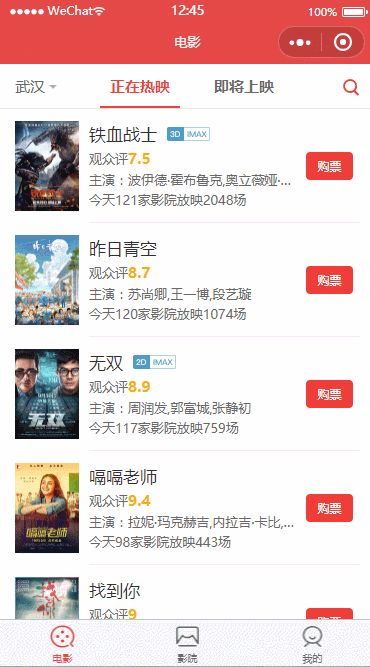 WeChat 12:45 100%
电影
武汉 正在热映 即将上映
铁血战士 3D IMAX
观众评7.5
购票
主演：波伊德·霍布鲁克,奥立薇娅·...
今天121家影院放映2048场
昨日青空
观众评8.7
购票
主演：苏尚卿,王一博,段艺璇
今天120家影院放映1074场
无双 2D IMAX
观众评8.9
购票
主演：周润发,郭富城,张静初
今天117家影院放映759场
嗝嗝老师
观众评9.4
购票
主演：拉妮·玛克赫吉,内拉吉·卡比,...
今天98家影院放映443场
找到你
观众评9
购票
电影 影院 我的